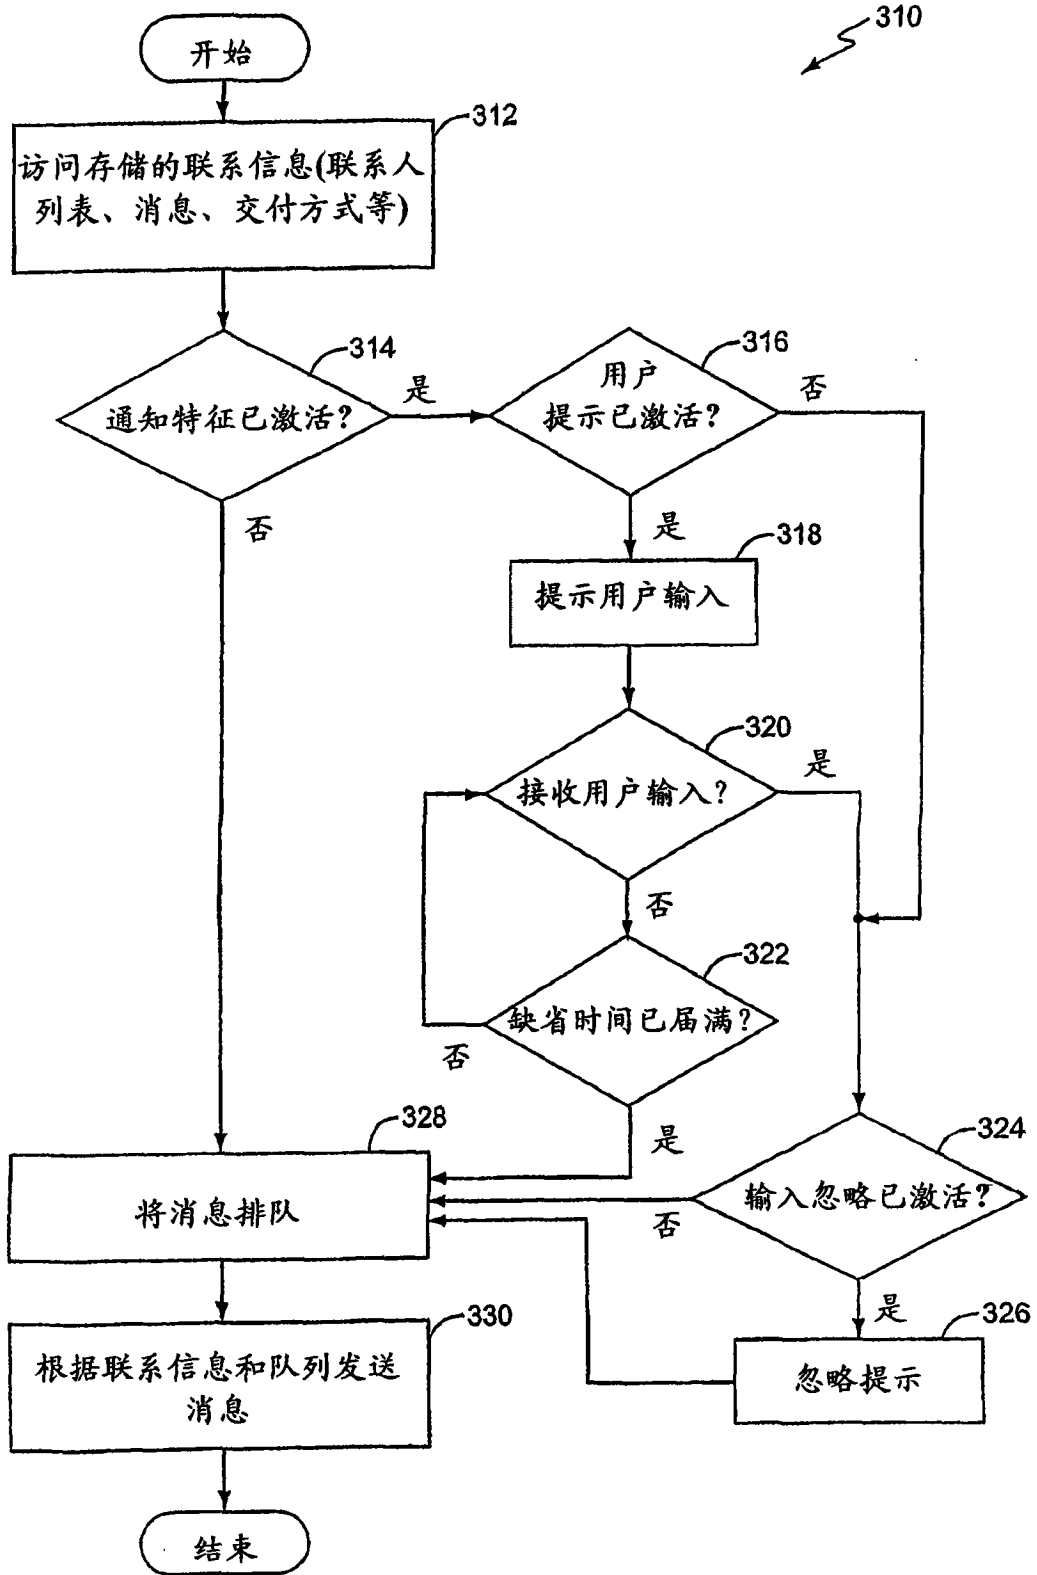 310
开始
312
访问存储的联系信息(联系人
列表、消息、交付方式等)
314
通知特征已激活?
是
否
316
用户
提示已激活?
否
是
318
提示用户输入
320
接收用户输入?
是
否
322
缺省时间已届满?
否
是
324
输入忽略已激活?
否
是
326
忽略提示
328
将消息排队
330
根据联系信息和队列发送
消息
结束